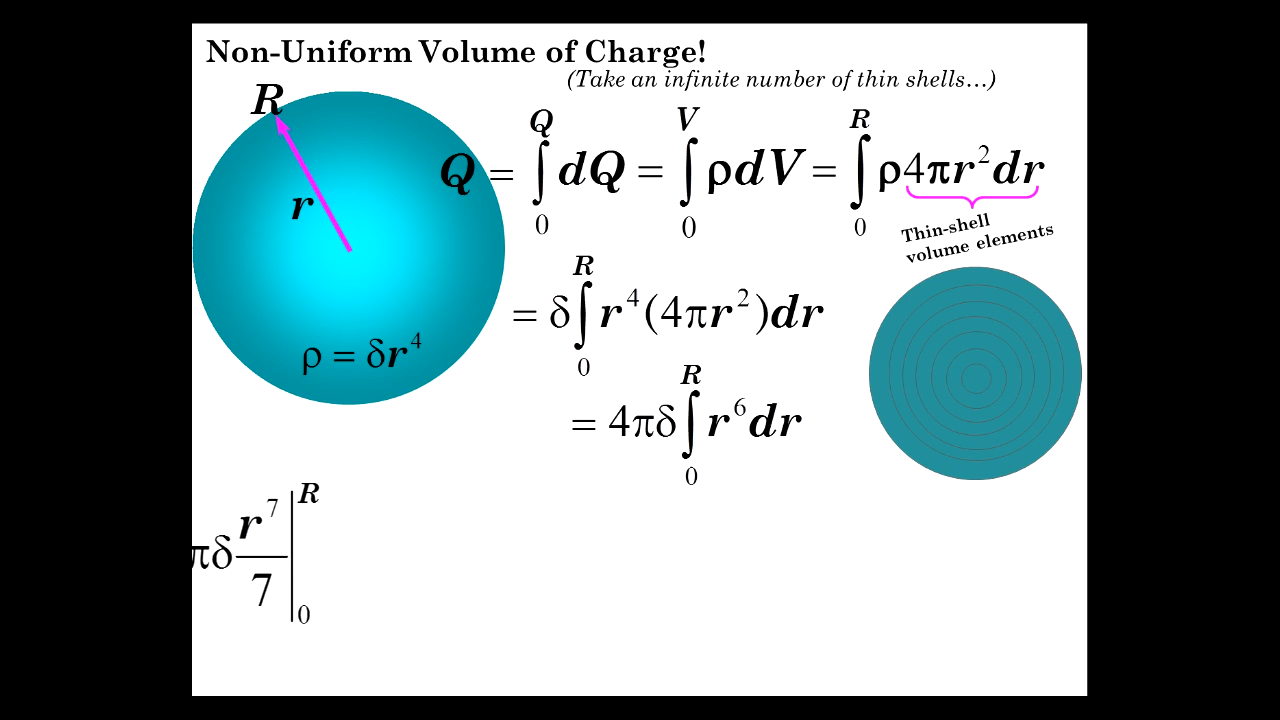 Non-Uniform Volume of Charge!
(Take an infinite number of thin shells…)
R
r
ρ = δr⁴
Q = ∫₀^Q dQ = ∫₀^V ρdV = ∫₀^R ρ4πr²dr
Thin-shell
volume elements
= δ∫₀^R r⁴(4πr²)dr
= 4πδ∫₀^R r⁶dr
πδ r⁷/7 |₀^R